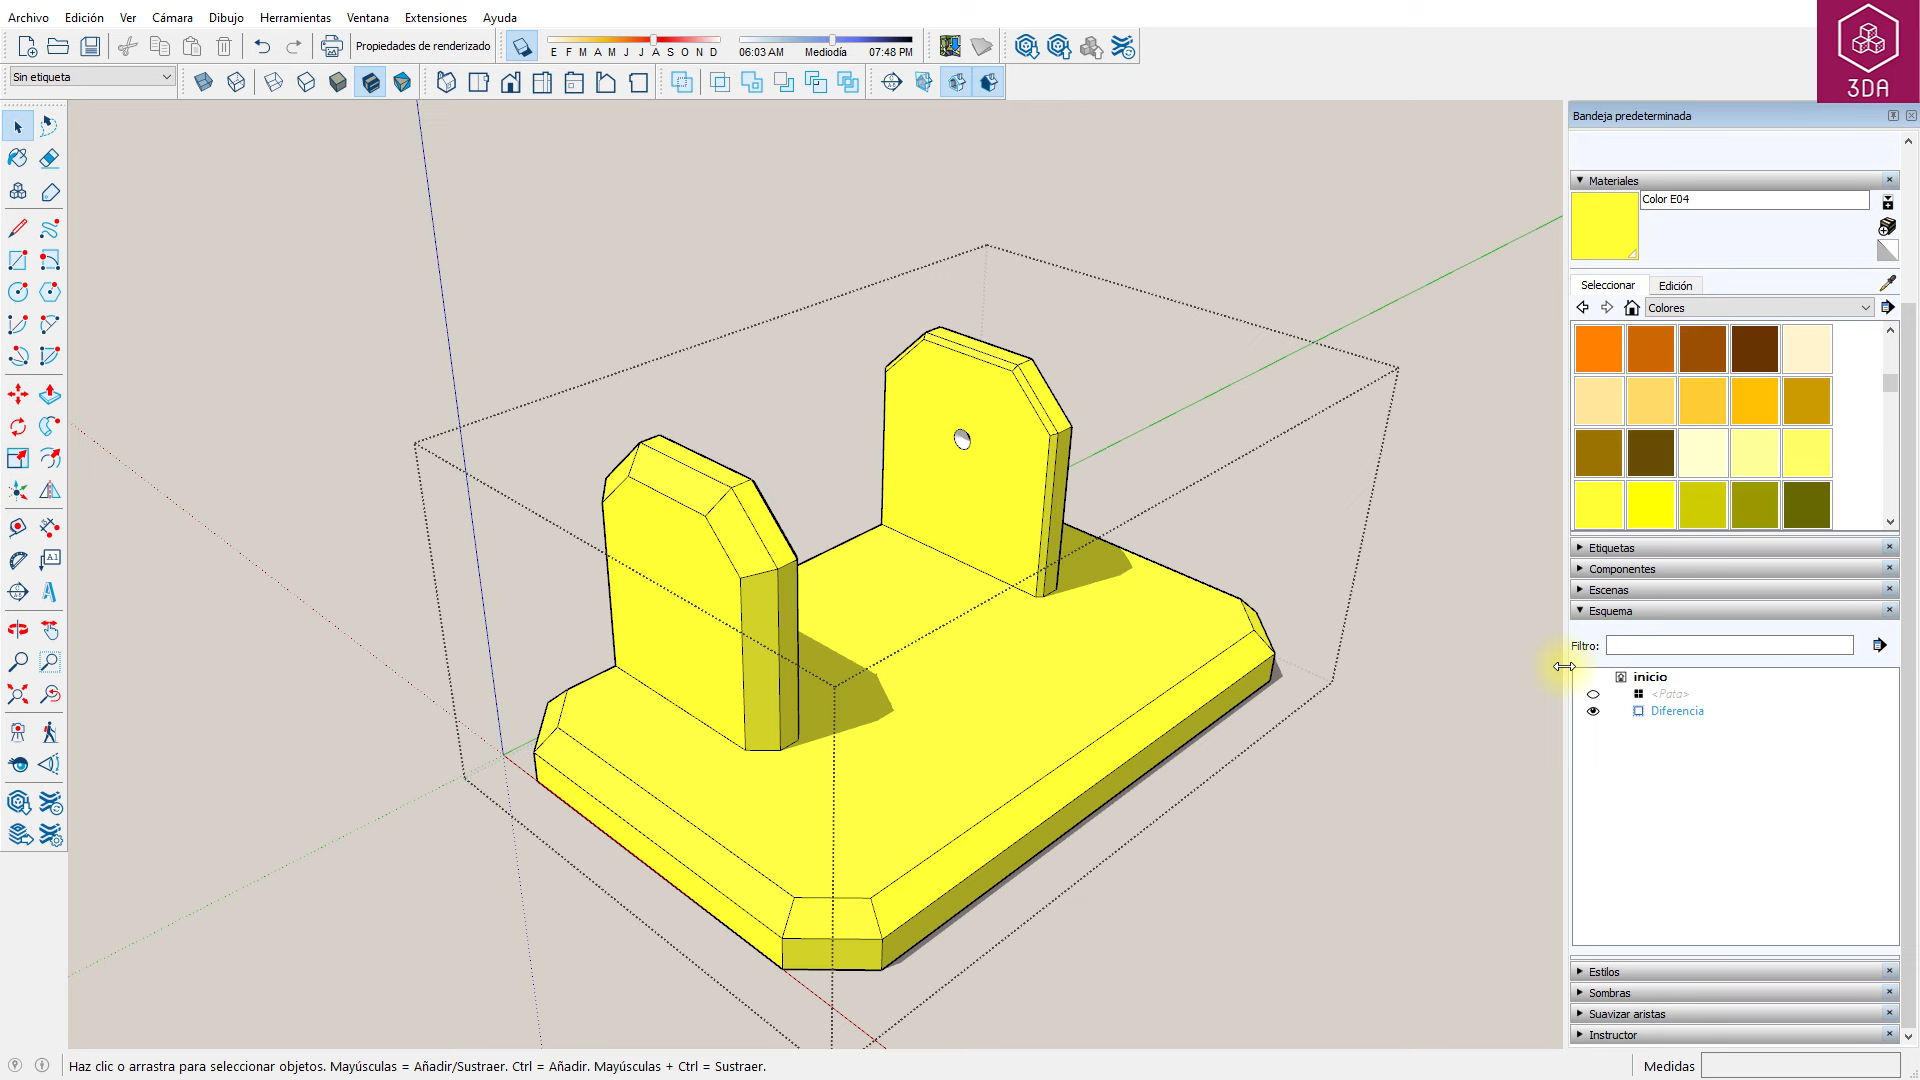 Archivo Edición Ver Cámara Dibujo Herramientas Ventana Extensiones Ayuda
Propiedades de renderizado
E F M A M J J A S O N D
06:03 AM Mediodía 07:48 PM
3DA
Sin etiqueta
Bandeja predeterminada
Materiales
Color E04
Seleccionar Edición
Colores
Etiquetas
Componentes
Escenas
Esquema
Filtro:
inicio
<Pata>
Diferencia
Estilos
Sombras
Suavizar aristas
Instructor
A1
Haz clic o arrastra para seleccionar objetos. Mayúsculas = Añadir/Sustraer. Ctrl = Añadir. Mayúsculas + Ctrl = Sustraer.
Medidas